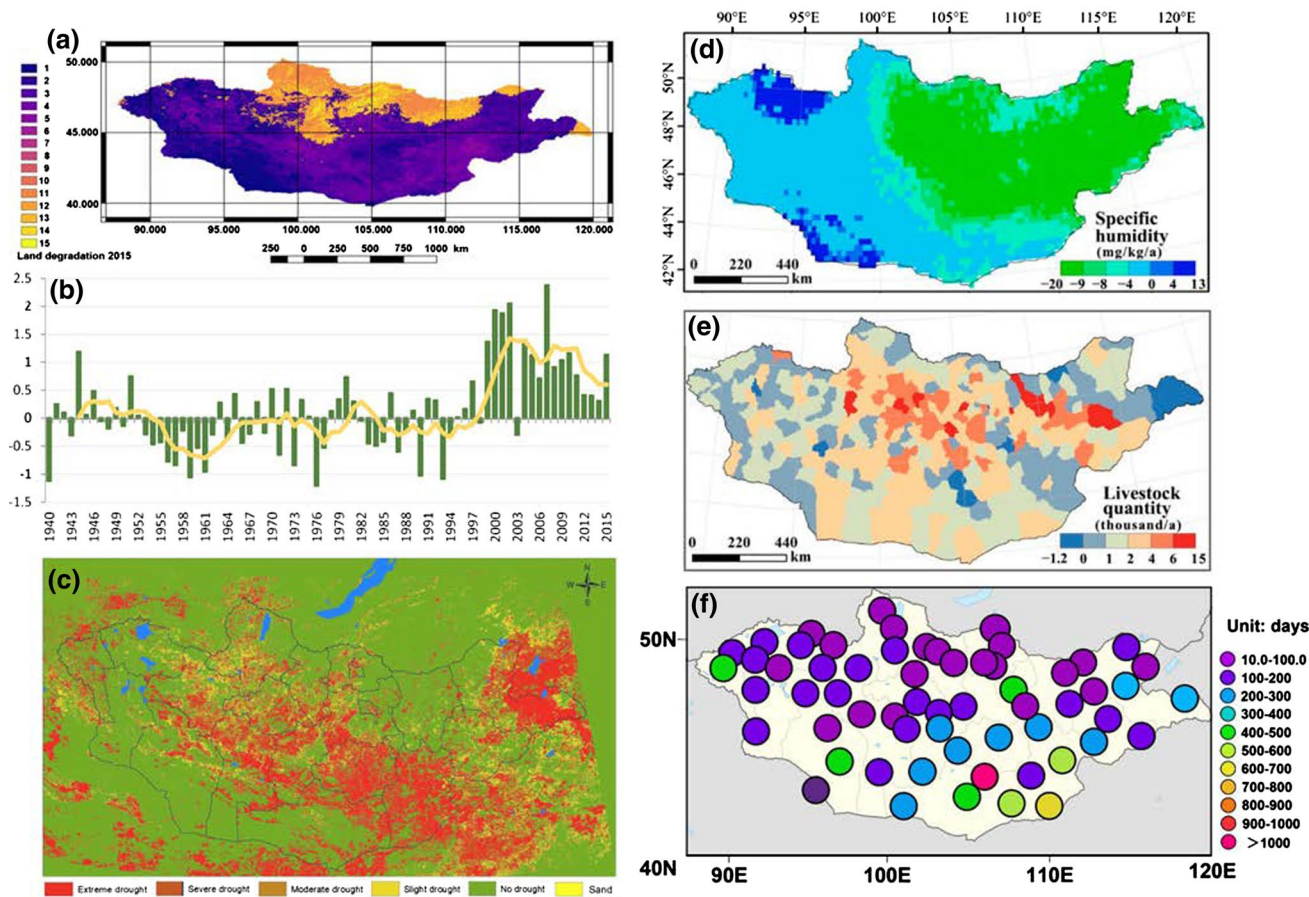 (a)
50.000
45.000
40.000
90.000 95.000 100.000 105.000 110.000 115.000 120.000
1
2
3
4
5
6
7
8
9
10
11
12
13
14
15
Land degradation 2015
250 0 250 500 750 1000 km
(b)
2.5
2
1.5
1
0.5
0
-0.5
-1
-1.5
1940 1943 1946 1949 1952 1955 1958 1961 1964 1967 1970 1973 1976 1979 1982 1985 1988 1991 1994 1997 2000 2003 2006 2009 2012 2015
(c)
N
W E
S
Extreme drought Severe drought Moderate drought Slight drought No drought Sand
90°E 95°E 100°E 105°E 110°E 115°E 120°E
(d)
50°N
48°N
46°N
44°N
42°N
Specific
humidity
(mg/kg/a)
-20 -9 -8 -4 0 4 13
0 220 440
km
(e)
Livestock
quantity
(thousand/a)
-1.2 0 1 2 4 6 15
0 220 440
km
(f)
50N
40N
90E 100E 110E 120E
Unit: days
10.0-100.0
100-200
200-300
300-400
400-500
500-600
600-700
700-800
800-900
900-1000
>1000